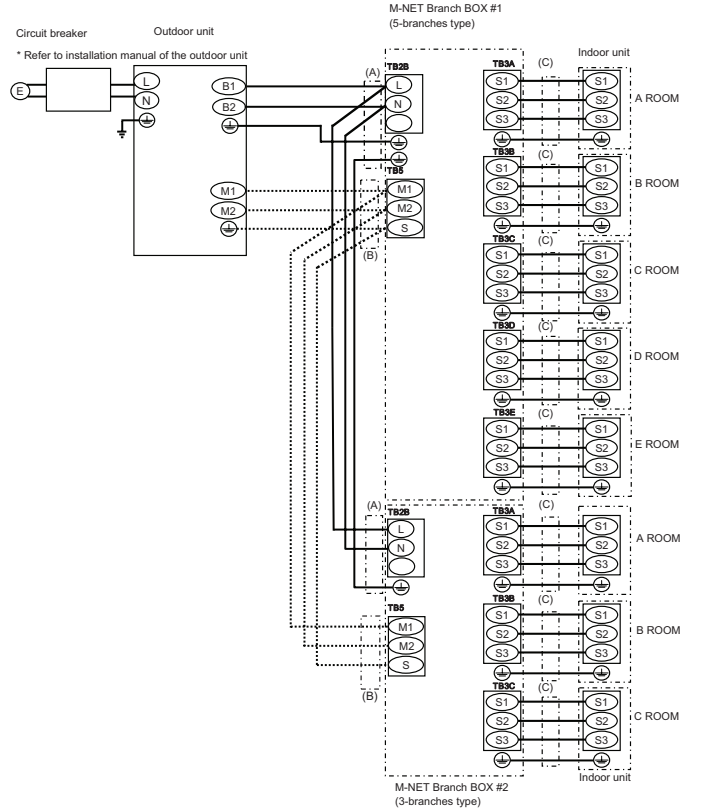 M-NET Branch BOX #1
(5-branches type)
Circuit breaker
Outdoor unit
* Refer to installation manual of the outdoor unit
Indoor unit
E
L
N
B1
B2
M1
M2
(A)
TB2B
L
N
TB5
M1
M2
S
(B)
TB3A
(C)
S1
S1
S2
S2
S3
S3
A ROOM
TB3B
(C)
S1
S1
S2
S2
S3
S3
B ROOM
TB3C
(C)
S1
S1
S2
S2
S3
S3
C ROOM
TB3D
(C)
S1
S1
S2
S2
S3
S3
D ROOM
TB3E
(C)
S1
S1
S2
S2
S3
S3
E ROOM
(A)
TB2B
L
N
TB5
M1
M2
S
(B)
TB3A
(C)
S1
S1
S2
S2
S3
S3
A ROOM
TB3B
(C)
S1
S1
S2
S2
S3
S3
B ROOM
TB3C
(C)
S1
S1
S2
S2
S3
S3
C ROOM
Indoor unit
M-NET Branch BOX #2
(3-branches type)